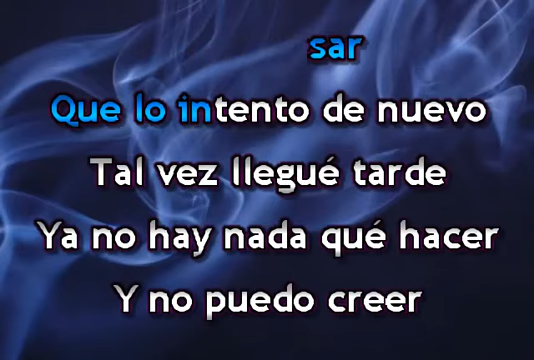 sar
Que lo intento de nuevo
Tal vez llegué tarde
Ya no hay nada qué hacer
Y no puedo creer